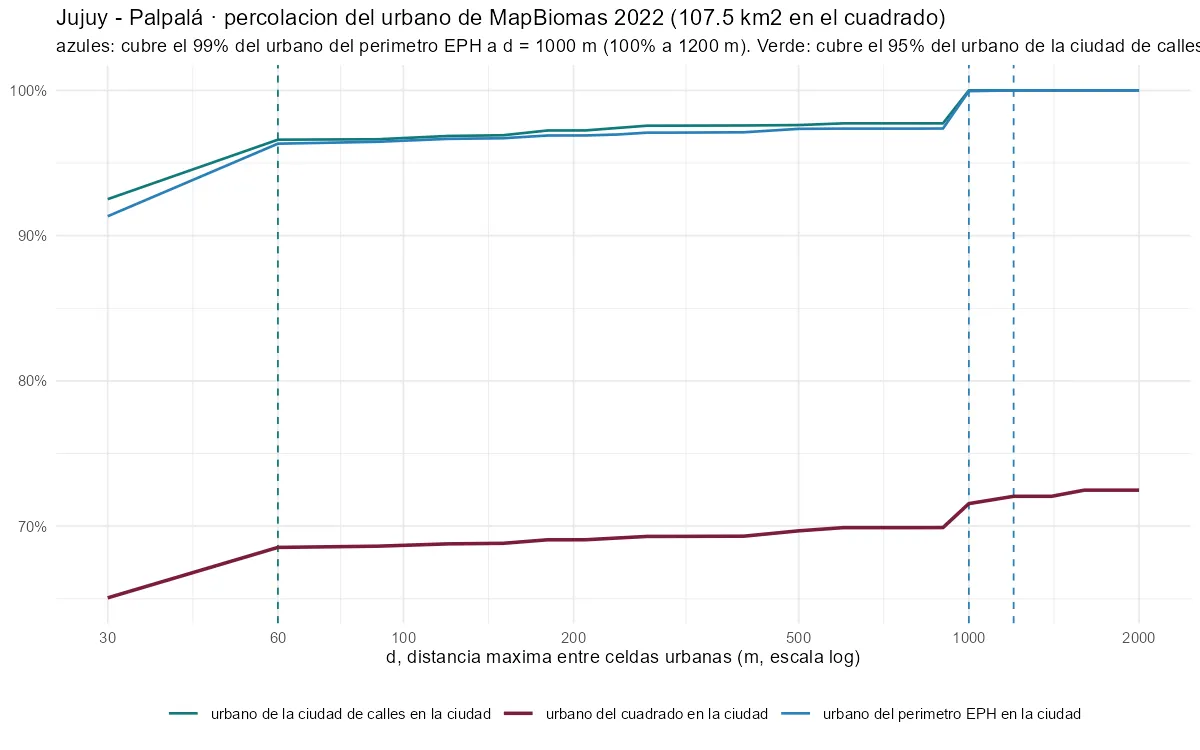 Jujuy - Palpalá · percolacion del urbano de MapBiomas 2022 (107.5 km2 en el cuadrado)
azules: cubre el 99% del urbano del perimetro EPH a d = 1000 m (100% a 1200 m). Verde: cubre el 95% del urbano de la ciudad de calles
100%
90%
80%
70%
30 60 100 200 500 1000 2000
d, distancia maxima entre celdas urbanas (m, escala log)
urbano de la ciudad de calles en la ciudad urbano del cuadrado en la ciudad urbano del perimetro EPH en la ciudad